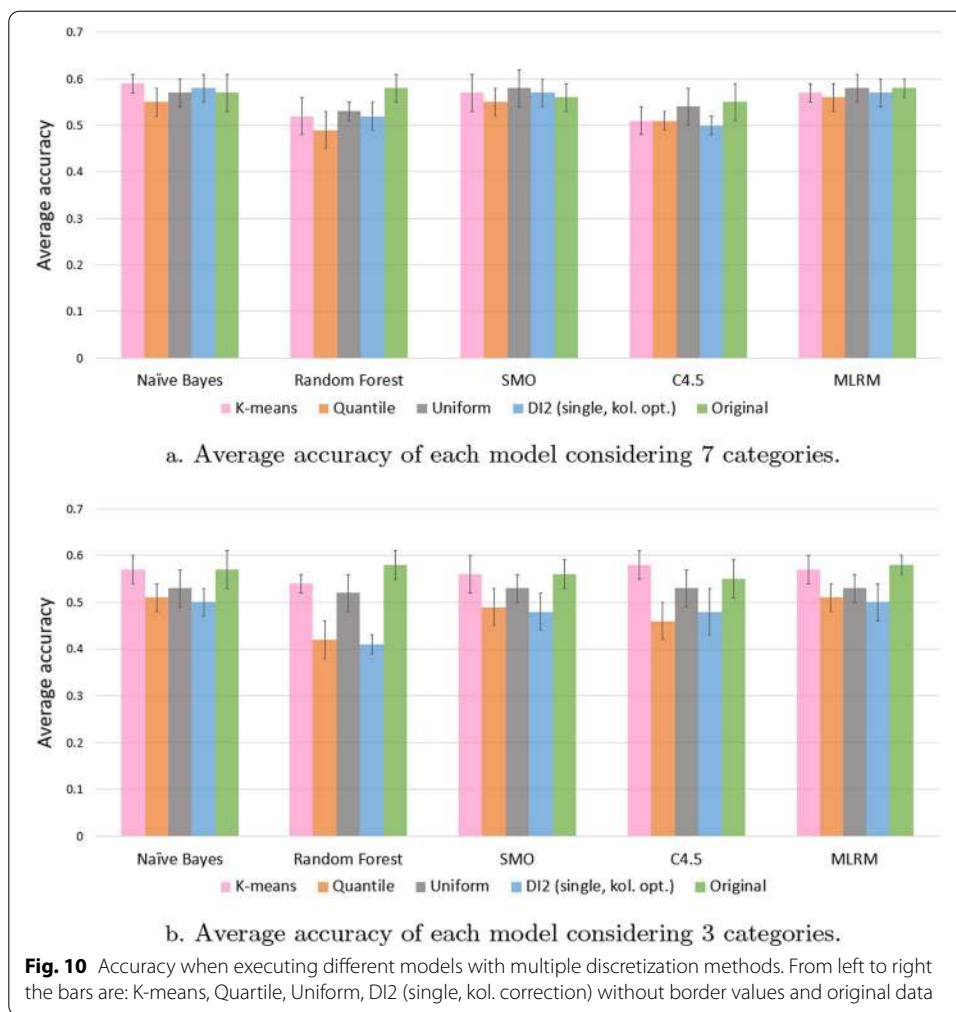 0.7
0.6
0.5
0.4
0.3
0.2
0.1
0
Average accuracy
Naïve Bayes Random Forest SMO C4.5 MLRM
K-means Quantile Uniform DI2 (single, kol. opt.) Original
a. Average accuracy of each model considering 7 categories.
0.7
0.6
0.5
0.4
0.3
0.2
0.1
0
Average accuracy
Naïve Bayes Random Forest SMO C4.5 MLRM
K-means Quantile Uniform DI2 (single, kol. opt.) Original
b. Average accuracy of each model considering 3 categories.
Fig. 10 Accuracy when executing different models with multiple discretization methods. From left to right
the bars are: K-means, Quartile, Uniform, DI2 (single, kol. correction) without border values and original data